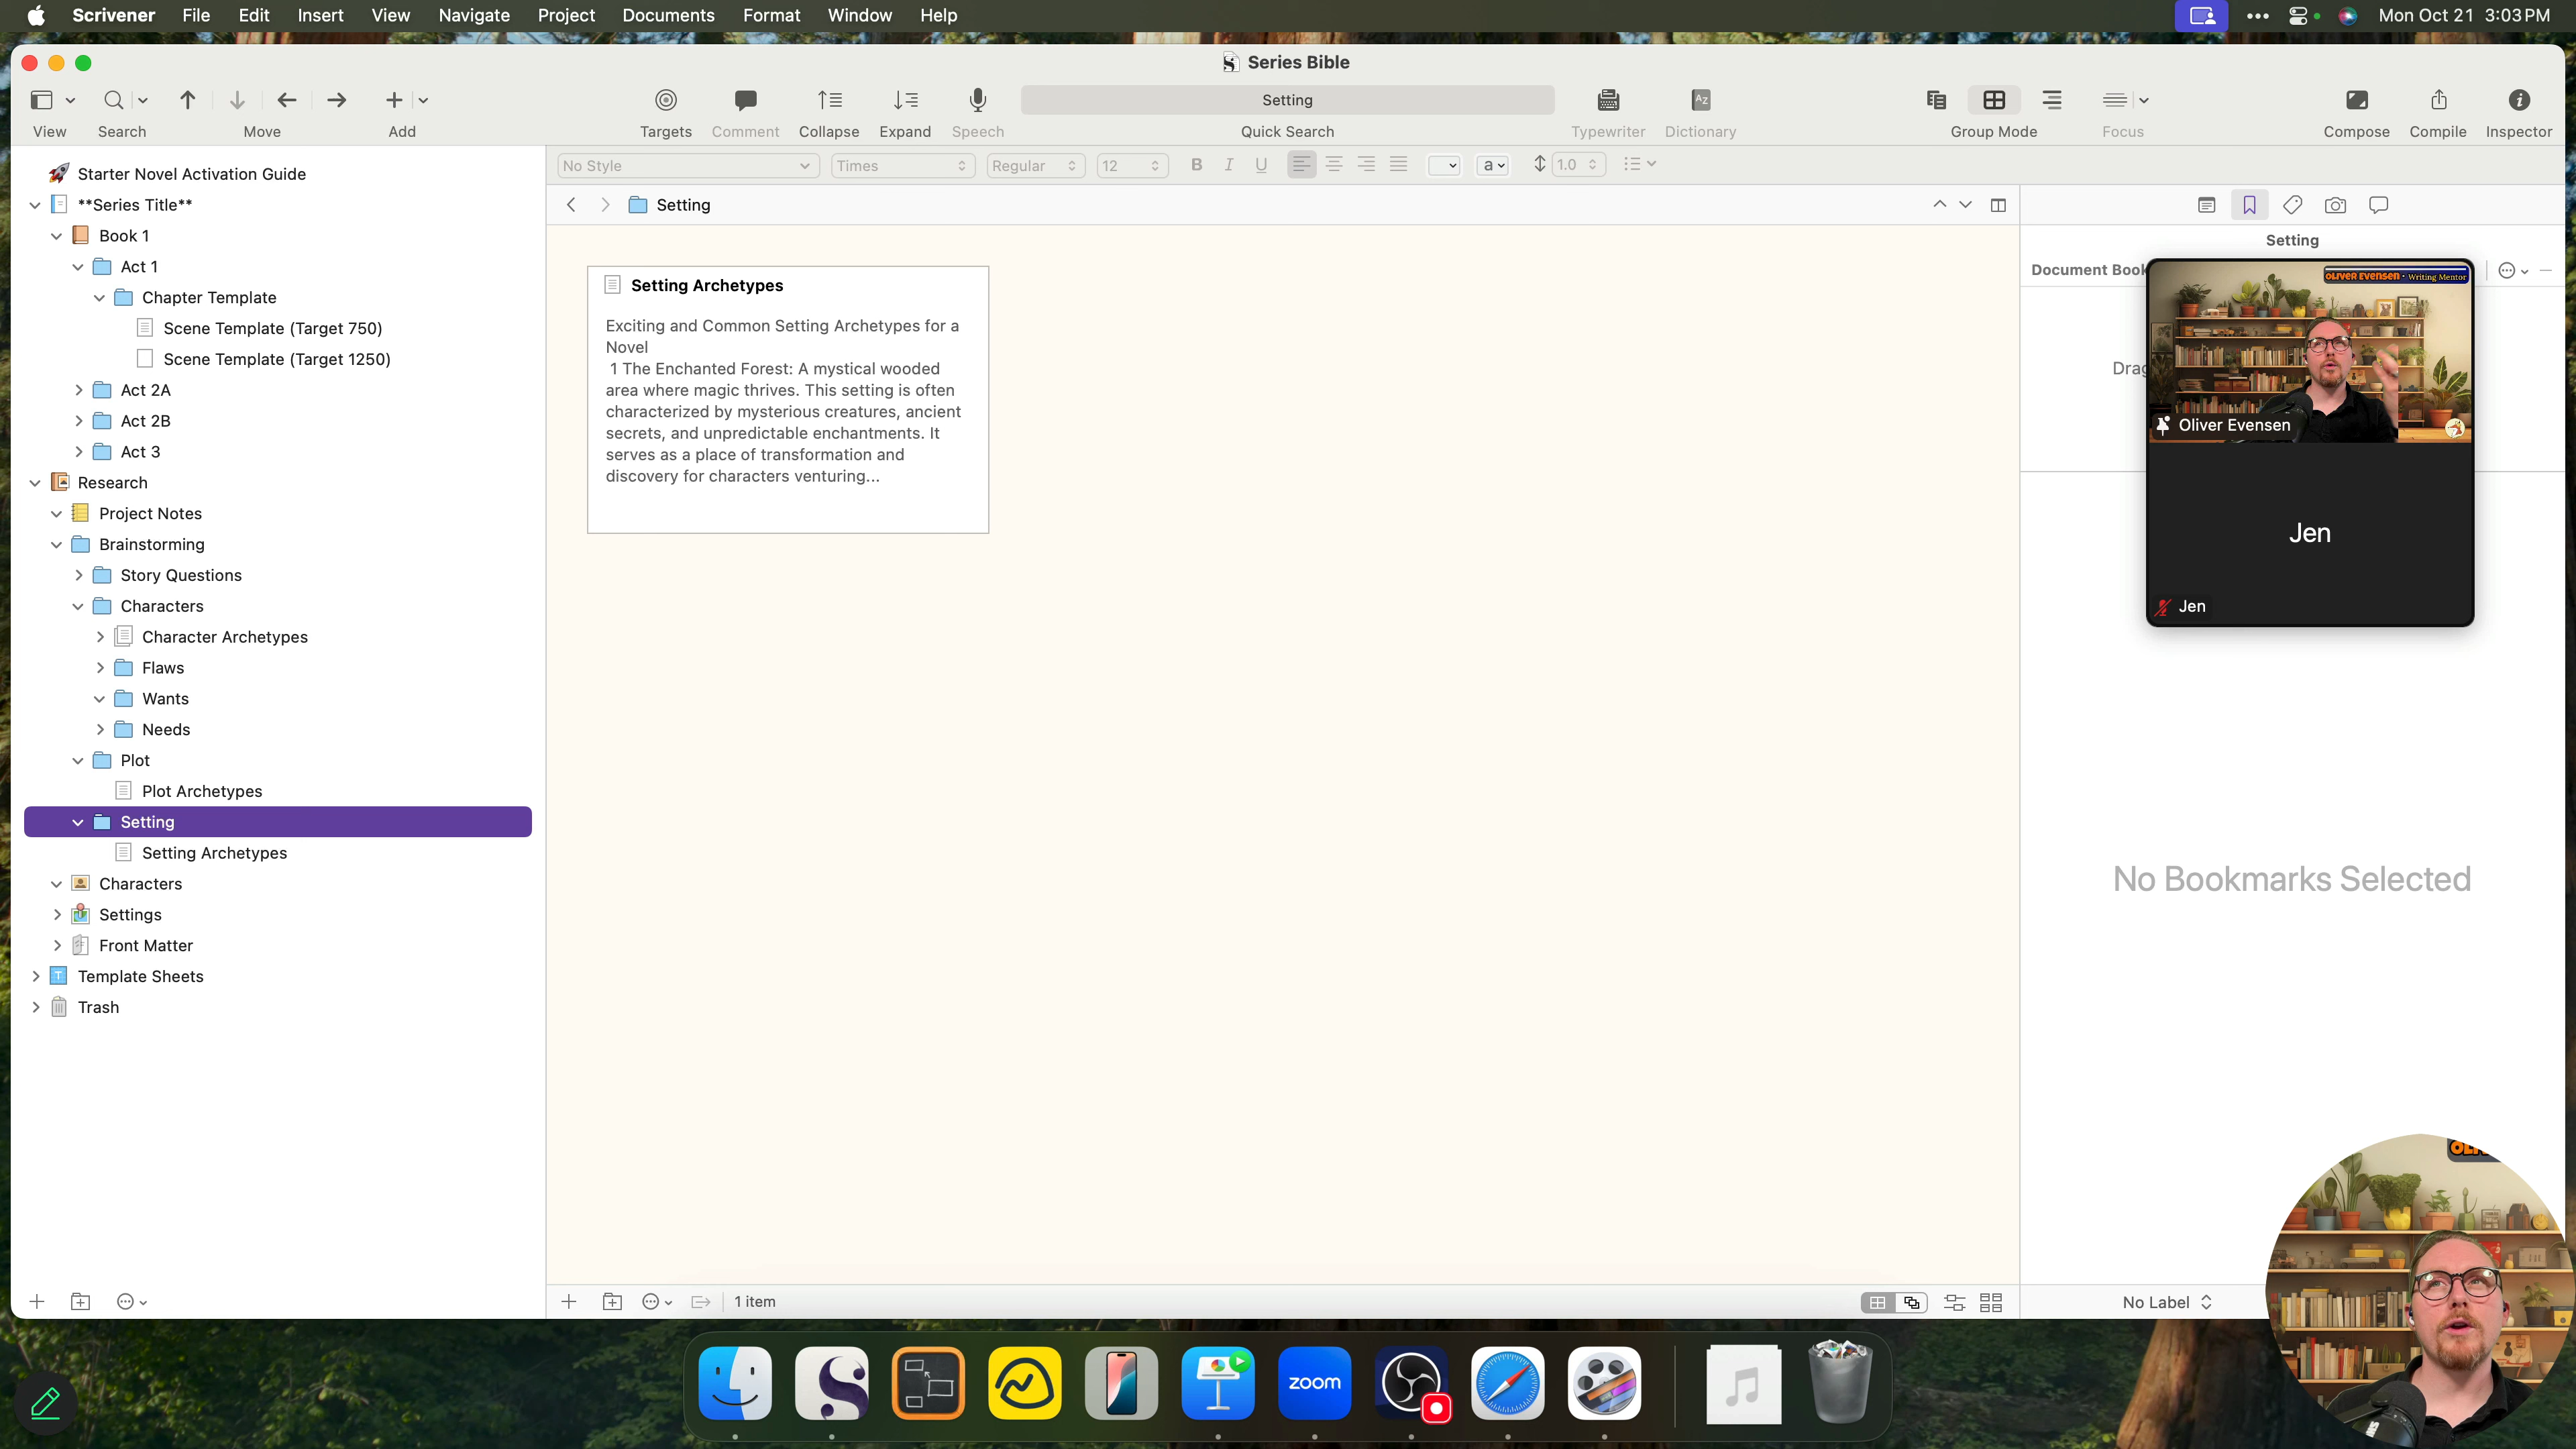 Scrivener File Edit Insert View Navigate Project Documents Format Window Help
Mon Oct 21 3:03 PM
Series Bible
Setting
View Search Move Add Targets Comment Collapse Expand Speech Quick Search Typewriter Dictionary Group Mode Focus Compose Compile Inspector
No Style Times Regular 12 B I U a 1.0
Setting
Starter Novel Activation Guide
**Series Title**
Book 1
Act 1
Chapter Template
Scene Template (Target 750)
Scene Template (Target 1250)
Act 2A
Act 2B
Act 3
Research
Project Notes
Brainstorming
Story Questions
Characters
Character Archetypes
Flaws
Wants
Needs
Plot
Plot Archetypes
Setting
Setting Archetypes
Characters
Settings
Front Matter
Template Sheets
Trash
Setting Archetypes
Exciting and Common Setting Archetypes for a
Novel
1 The Enchanted Forest: A mystical wooded
area where magic thrives. This setting is often
characterized by mysterious creatures, ancient
secrets, and unpredictable enchantments. It
serves as a place of transformation and
discovery for characters venturing...
1 item
Setting
Document Book
Drag
OLIVER EVENSEN · Writing Mentor
Oliver Evensen
Jen
Jen
No Bookmarks Selected
No Label
zoom